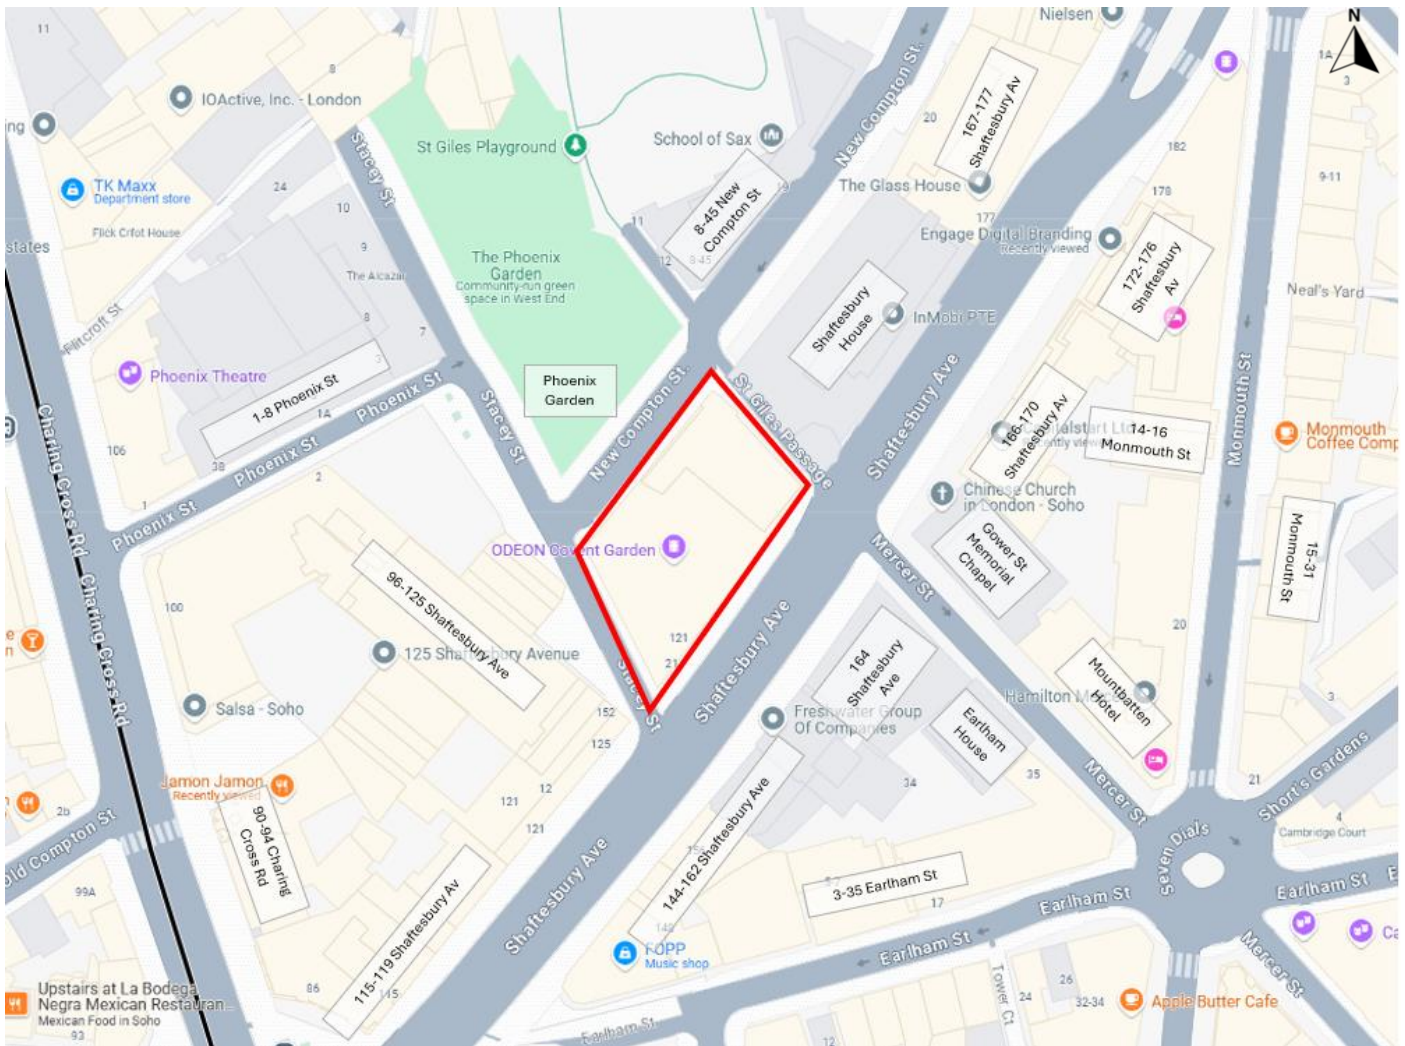 11
Nielsen
N
1A
3
8
IOActive, Inc. - London
ing
Stacey St
St Giles Playground
School of Sax
New Compton St.
20
167-177
Shaftesbury Av
182
TK Maxx
Department store
24
Flick Crfot House
states
10
9
The Alcazar
8
7
19
8-45 New
Compton St
8-45
11
12
The Glass House
177
178
9-11
Engage Digital Branding
Recently viewed
172-176
Shaftesbury
Av
The Phoenix
Garden
Community-run green
space in West End
Neal's Yard
Flitcroft St
Shaftesbury
House
InMobi PTE
Phoenix Theatre
3
1-8 Phoenix St
1A
Phoenix St
Phoenix
Garden
New Compton St.
St Giles Passage
Shaftesbury Ave
Monmouth St
106
3B
Phoenix St
Stacey St
166-170
Shaftesbury Av
14-16
Monmouth St
Monmouth
Coffee Comp
Charing Cross Rd
1
2
Phoenix St
Chinese Church
in London - Soho
Gower St
Memorial
Chapel
15-31
Monmouth St
ODEON Covent Garden
Mercer St
Charing Cross Rd
100
96-125 Shaftesbury Ave
125 Shaftesbury Avenue
121
Shaftesbury Ave
164
Shaftesbury
Ave
20
Mountbatten
Hotel
Salsa - Soho
Stacey St
152
125
Freshwater Group
Of Companies
Earlham
House
3
Jamon Jamon
Recently viewed
12
121
121
34
35
Mercer St
21
Short's Gardens
4
Cambridge Court
2b
Old Compton St
90-94 Charing
Cross Rd
144-162 Shaftesbury Ave
Seven Dials
99A
115-119 Shaftesbury Av
Shaftesbury Ave
3-35 Earlham St
17
Earlham St
Earlham St
Earlham St
FOPP
Music shop
Mercer St
Ca
Upstairs at La Bodega
Negra Mexican Restauran...
Mexican Food in Soho
93
86
Tower Ct
24
26
32-34
Apple Butter Cafe
Earlham St
12